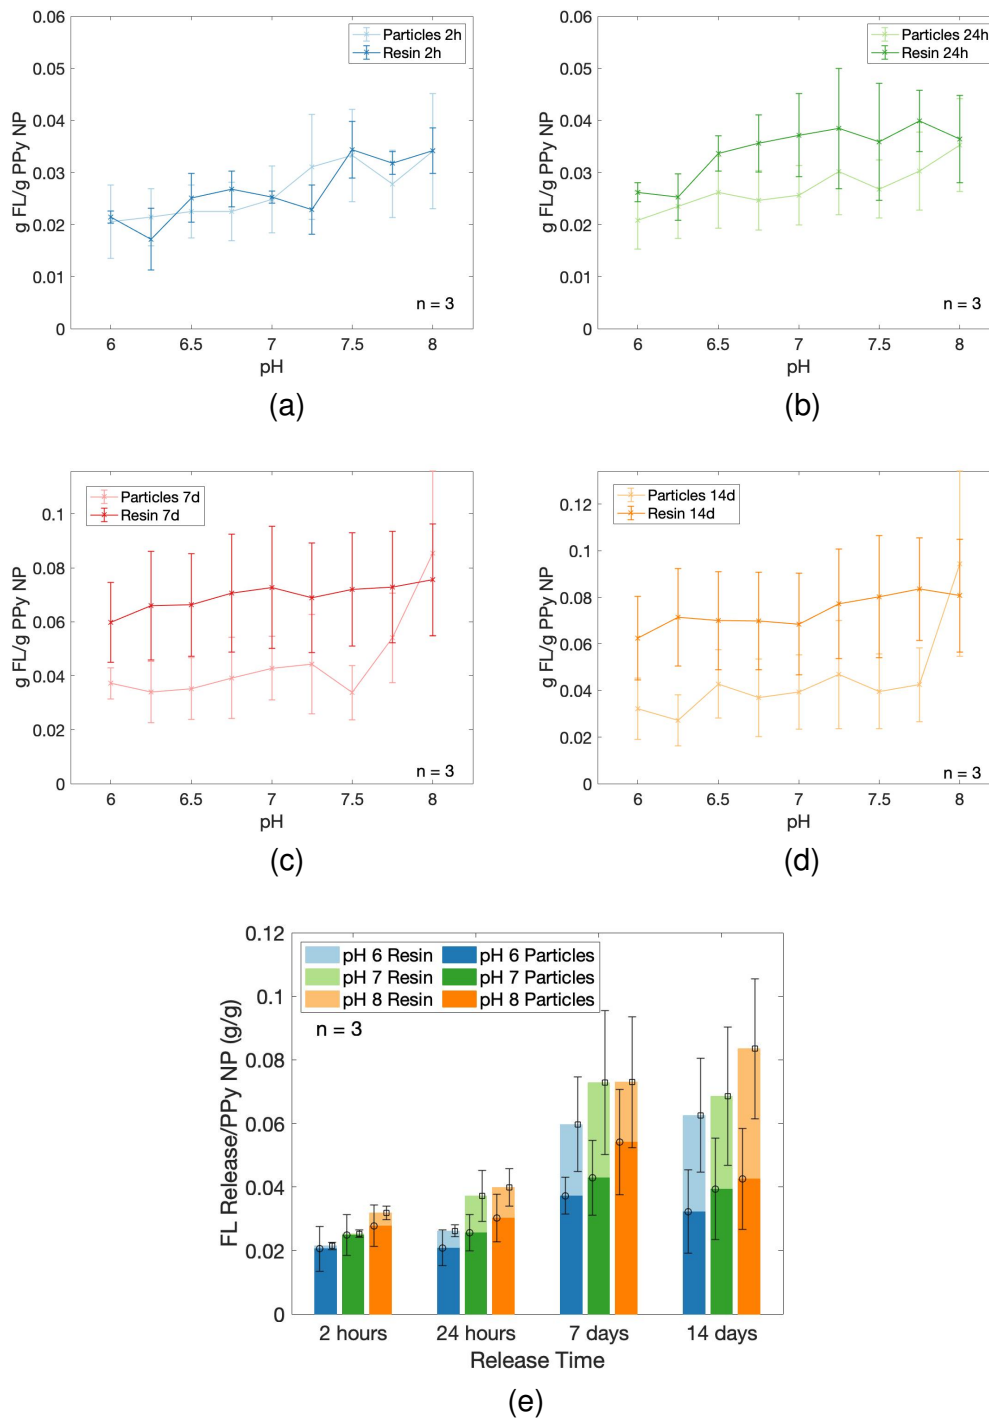 0.06
0.05
0.04
0.03
0.02
0.01
0
g FL/g PPy NP
Particles 2h
Resin 2h
n = 3
6 6.5 7 7.5 8
pH
(a)
0.06
0.05
0.04
0.03
0.02
0.01
0
g FL/g PPy NP
Particles 24h
Resin 24h
n = 3
6 6.5 7 7.5 8
pH
(b)
0.1
0.08
0.06
0.04
0.02
0
g FL/g PPy NP
Particles 7d
Resin 7d
n = 3
6 6.5 7 7.5 8
pH
(c)
0.12
0.1
0.08
0.06
0.04
0.02
0
g FL/g PPy NP
Particles 14d
Resin 14d
n = 3
6 6.5 7 7.5 8
pH
(d)
0.12
0.1
0.08
0.06
0.04
0.02
0
FL Release/PPy NP (g/g)
pH 6 Resin pH 6 Particles
pH 7 Resin pH 7 Particles
pH 8 Resin pH 8 Particles
n = 3
2 hours 24 hours 7 days 14 days
Release Time
(e)